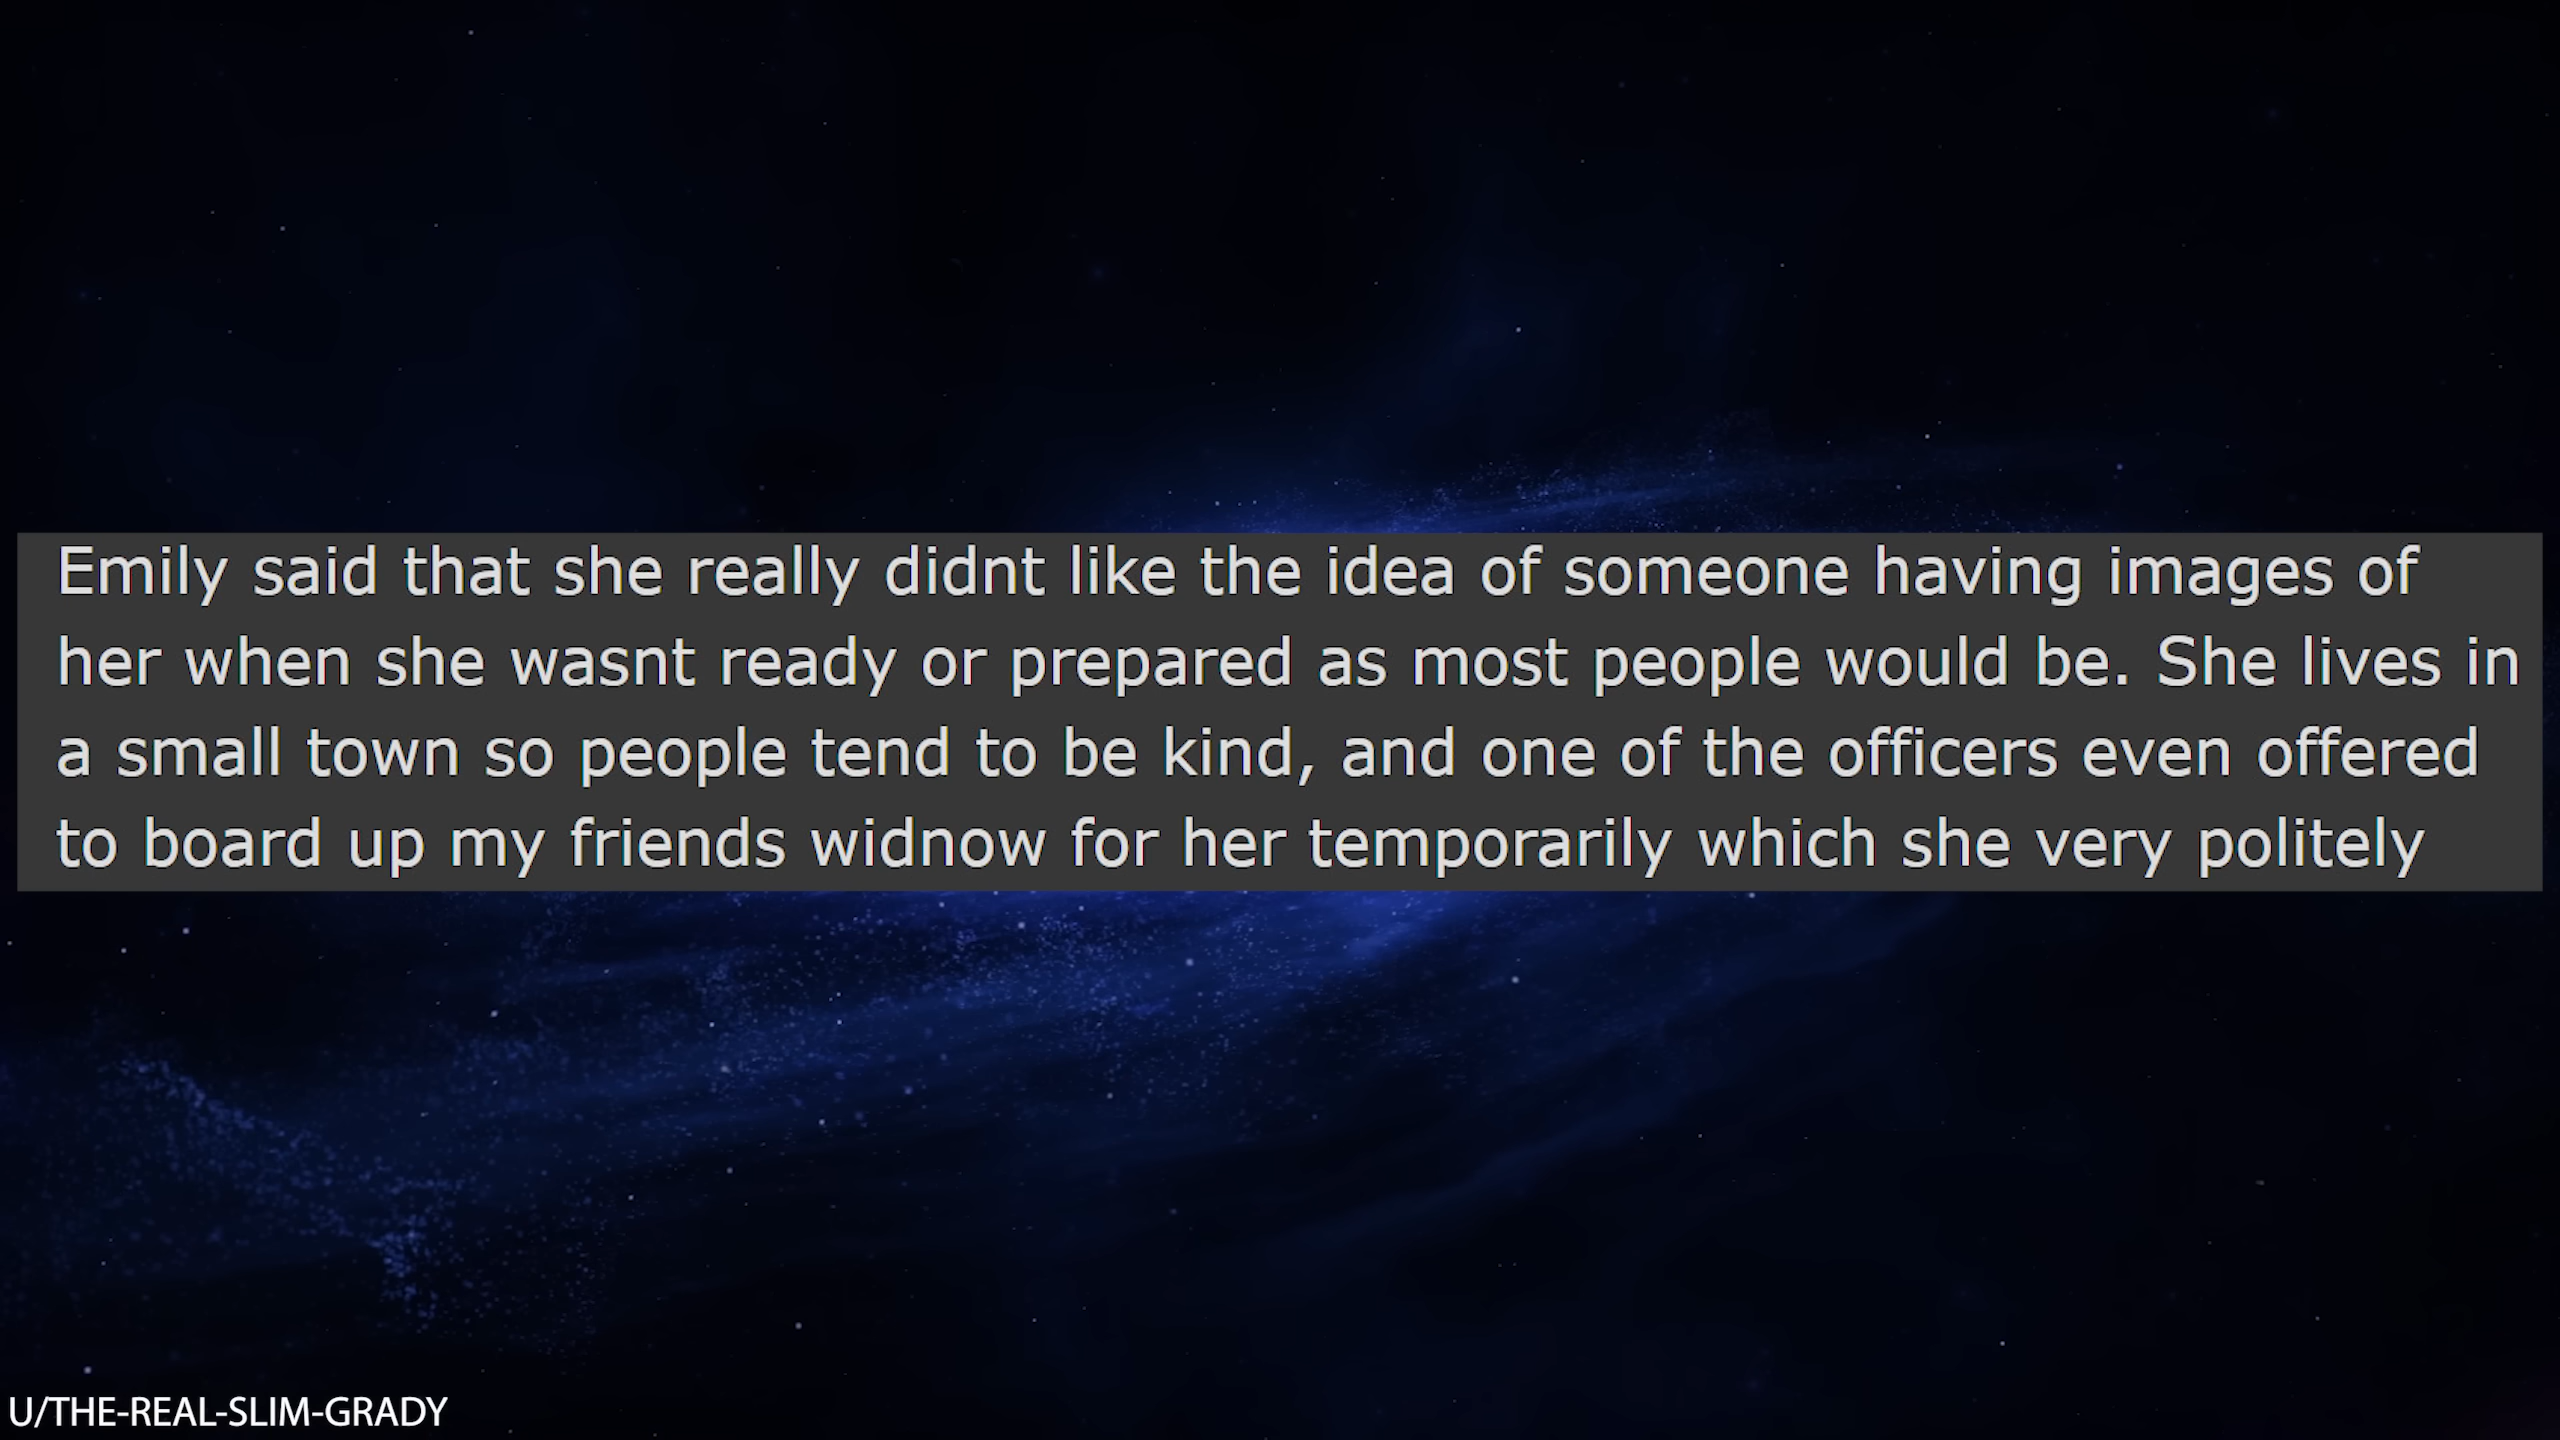 Emily said that she really didnt like the idea of someone having images of
her when she wasnt ready or prepared as most people would be. She lives in
a small town so people tend to be kind, and one of the officers even offered
to board up my friends widnow for her temporarily which she very politely
U/THE-REAL-SLIM-GRADY